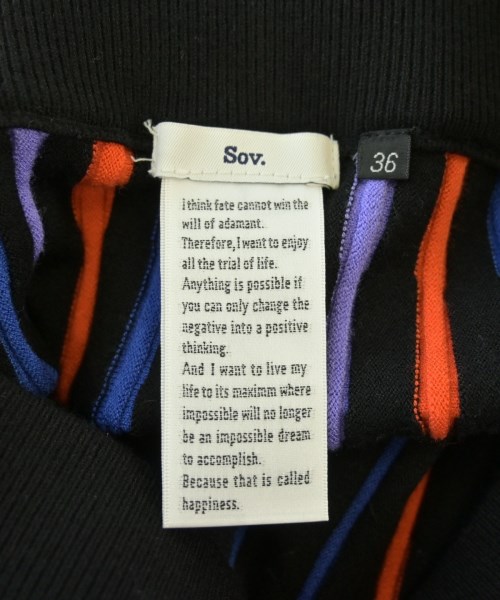 Sov.
36
I think fate cannot win the
will of adamant.
Therefore, I want to enjoy
all the trial of life.
Anything is possible if
you can only change the
negative into a positive
thinking.
And I want to live my
life to its maximm where
impossible will no longer
be an impossible dream
to accomplish.
Because that is called
happiness.